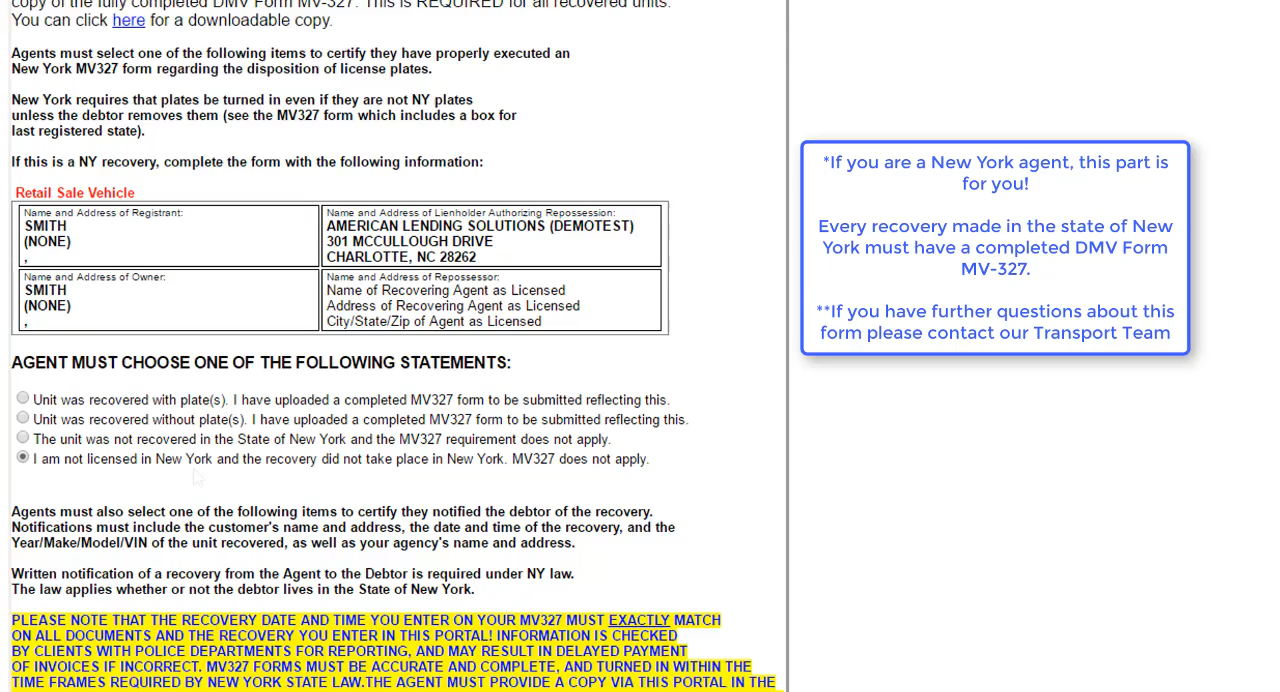 copy of the fully completed DMV Form MV-327. This is REQUIRED for all recovered units.
You can click here for a downloadable copy.
Agents must select one of the following items to certify they have properly executed an
New York MV327 form regarding the disposition of license plates.
New York requires that plates be turned in even if they are not NY plates
unless the debtor removes them (see the MV327 form which includes a box for
last registered state).
If this is a NY recovery, complete the form with the following information:
Retail Sale Vehicle
Name and Address of Registrant:
SMITH
(NONE)
,
Name and Address of Lienholder Authorizing Repossession:
AMERICAN LENDING SOLUTIONS (DEMOTEST)
301 MCCULLOUGH DRIVE
CHARLOTTE, NC 28262
Name and Address of Owner:
SMITH
(NONE)
,
Name and Address of Repossessor:
Name of Recovering Agent as Licensed
Address of Recovering Agent as Licensed
City/State/Zip of Agent as Licensed
AGENT MUST CHOOSE ONE OF THE FOLLOWING STATEMENTS:
Unit was recovered with plate(s). I have uploaded a completed MV327 form to be submitted reflecting this.
Unit was recovered without plate(s). I have uploaded a completed MV327 form to be submitted reflecting this.
The unit was not recovered in the State of New York and the MV327 requirement does not apply.
I am not licensed in New York and the recovery did not take place in New York. MV327 does not apply.
Agents must also select one of the following items to certify they notified the debtor of the recovery.
Notifications must include the customer's name and address, the date and time of the recovery, and the
Year/Make/Model/VIN of the unit recovered, as well as your agency's name and address.
Written notification of a recovery from the Agent to the Debtor is required under NY law.
The law applies whether or not the debtor lives in the State of New York.
PLEASE NOTE THAT THE RECOVERY DATE AND TIME YOU ENTER ON YOUR MV327 MUST EXACTLY MATCH
ON ALL DOCUMENTS AND THE RECOVERY YOU ENTER IN THIS PORTAL! INFORMATION IS CHECKED
BY CLIENTS WITH POLICE DEPARTMENTS FOR REPORTING, AND MAY RESULT IN DELAYED PAYMENT
OF INVOICES IF INCORRECT. MV327 FORMS MUST BE ACCURATE AND COMPLETE, AND TURNED IN WITHIN THE
TIME FRAMES REQUIRED BY NEW YORK STATE LAW.THE AGENT MUST PROVIDE A COPY VIA THIS PORTAL IN THE
*If you are a New York agent, this part is
for you!
Every recovery made in the state of New
York must have a completed DMV Form
MV-327.
**If you have further questions about this
form please contact our Transport Team